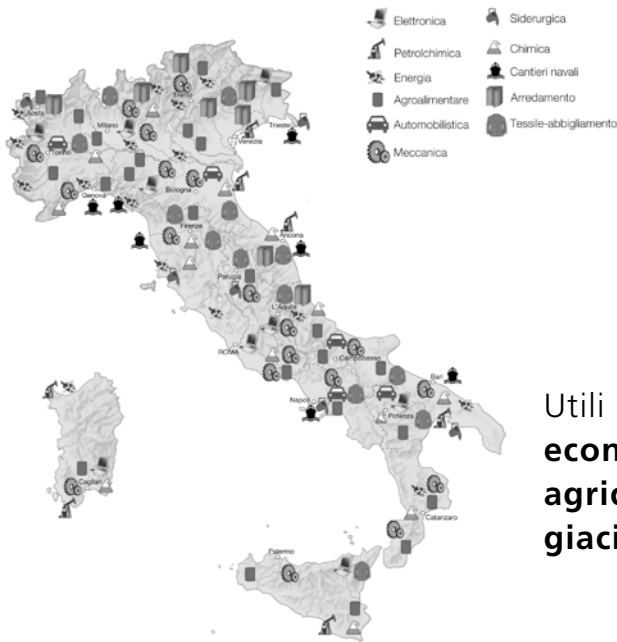 Elettronica
Petrolchimica
Energia
Agroalimentare
Automobilistica
Meccanica
Siderurgica
Chimica
Cantieri navali
Arredamento
Tessile-abbigliamento
Aosta
Trento
Milano
Trieste
Venezia
Torino
Genova
Bologna
Firenze
Ancona
Perugia
L'Aquila
ROMA
Campobasso
Bari
Napoli
Potenza
Cagliari
Catanzaro
Palermo
Utili
econ
agric
giaci